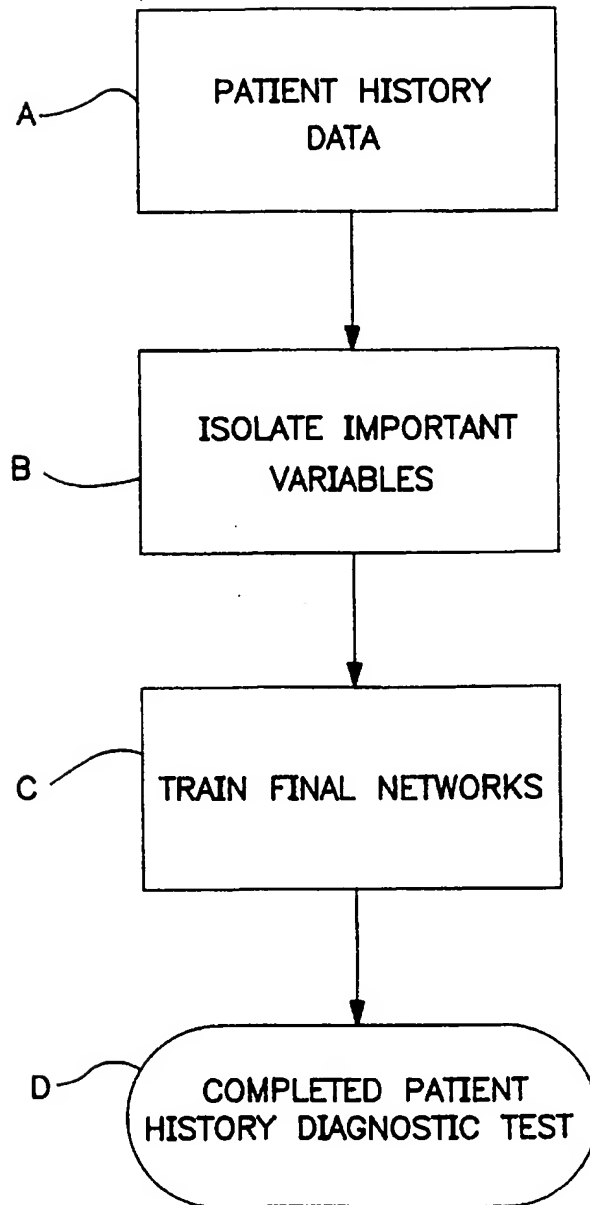 A
PATIENT HISTORY
DATA
B
ISOLATE IMPORTANT
VARIABLES
C
TRAIN FINAL NETWORKS
D
COMPLETED PATIENT
HISTORY DIAGNOSTIC TEST